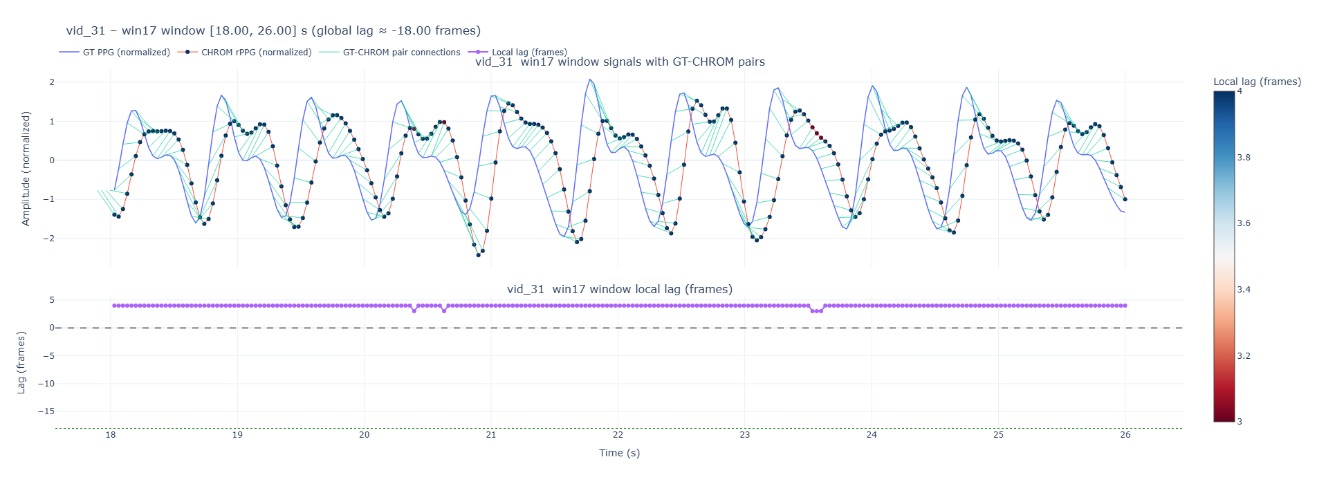 vid_31 – win17 window [18.00, 26.00] s (global lag ≈ -18.00 frames)
GT PPG (normalized) CHROM rPPG (normalized) GT-CHROM pair connections Local lag (frames)
vid_31 win17 window signals with GT-CHROM pairs
Local lag (frames)
Amplitude (normalized)
2
1
0
−1
−2
4
3.8
3.6
3.4
3.2
3
vid_31 win17 window local lag (frames)
Lag (frames)
5
0
−5
−10
−15
18 19 20 21 22 23 24 25 26
Time (s)